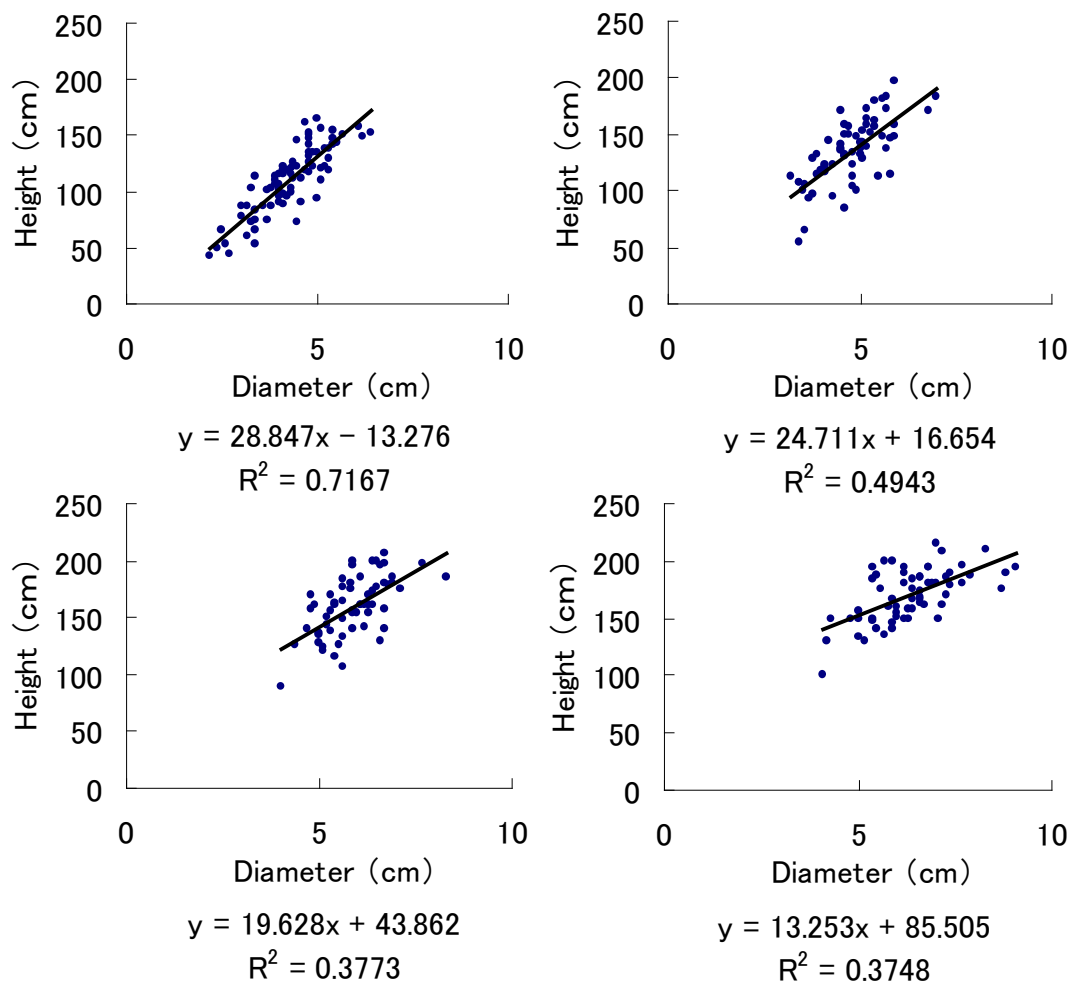 250
200
150
100
50
0
Height (cm)
0 5 10
Diameter (cm)
y = 28.847x − 13.276
R² = 0.7167
250
200
150
100
50
0
Height (cm)
0 5 10
Diameter (cm)
y = 24.711x + 16.654
R² = 0.4943
250
200
150
100
50
0
Height (cm)
0 5 10
Diameter (cm)
y = 19.628x + 43.862
R² = 0.3773
250
200
150
100
50
0
Height (cm)
0 5 10
Diameter (cm)
y = 13.253x + 85.505
R² = 0.3748